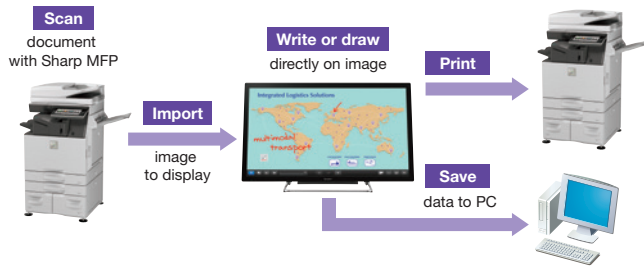 Scan
document
with Sharp MFP
Import
image
to display
Write or draw
directly on image
Integrated Logistics Solutions
multimodal
transport
Print
Save
data to PC